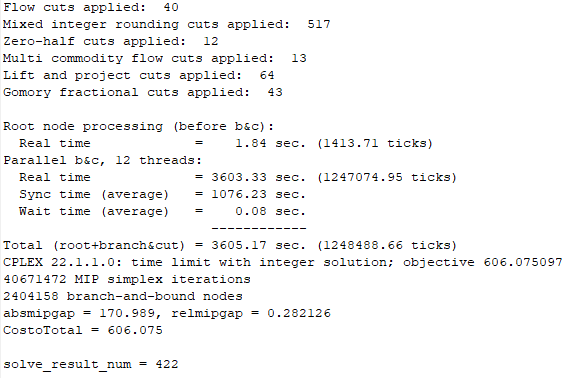 Flow cuts applied:  40
Mixed integer rounding cuts applied:  517
Zero-half cuts applied:  12
Multi commodity flow cuts applied:  13
Lift and project cuts applied:  64
Gomory fractional cuts applied:  43

Root node processing (before b&c):
  Real time             =    1.84 sec. (1413.71 ticks)
Parallel b&c, 12 threads:
  Real time             = 3603.33 sec. (1247074.95 ticks)
  Sync time (average)   = 1076.23 sec.
  Wait time (average)   =    0.08 sec.
                          ------------
Total (root+branch&cut) = 3605.17 sec. (1248488.66 ticks)
CPLEX 22.1.1.0: time limit with integer solution; objective 606.075097
40671472 MIP simplex iterations
2404158 branch-and-bound nodes
absmipgap = 170.989, relmipgap = 0.282126
CostoTotal = 606.075

solve_result_num = 422